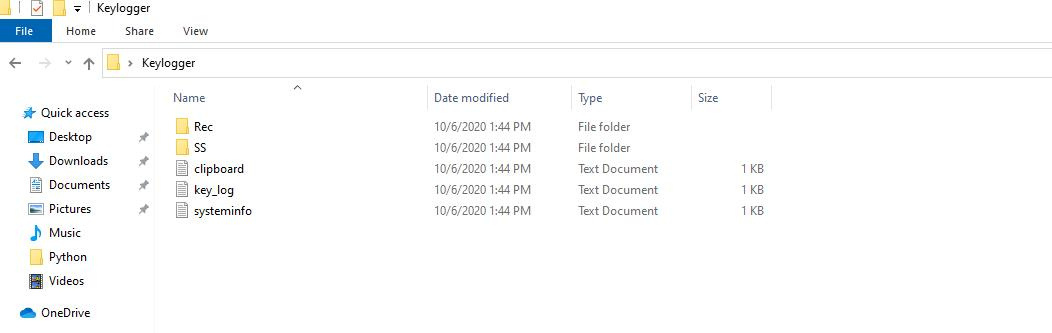 Keylogger
File Home Share View
Keylogger
Name Date modified Type Size
Quick access
Desktop
Downloads
Documents
Pictures
Music
Python
Videos
OneDrive
Rec 10/6/2020 1:44 PM File folder
SS 10/6/2020 1:44 PM File folder
clipboard 10/6/2020 1:44 PM Text Document 1 KB
key_log 10/6/2020 1:44 PM Text Document 1 KB
systeminfo 10/6/2020 1:44 PM Text Document 1 KB